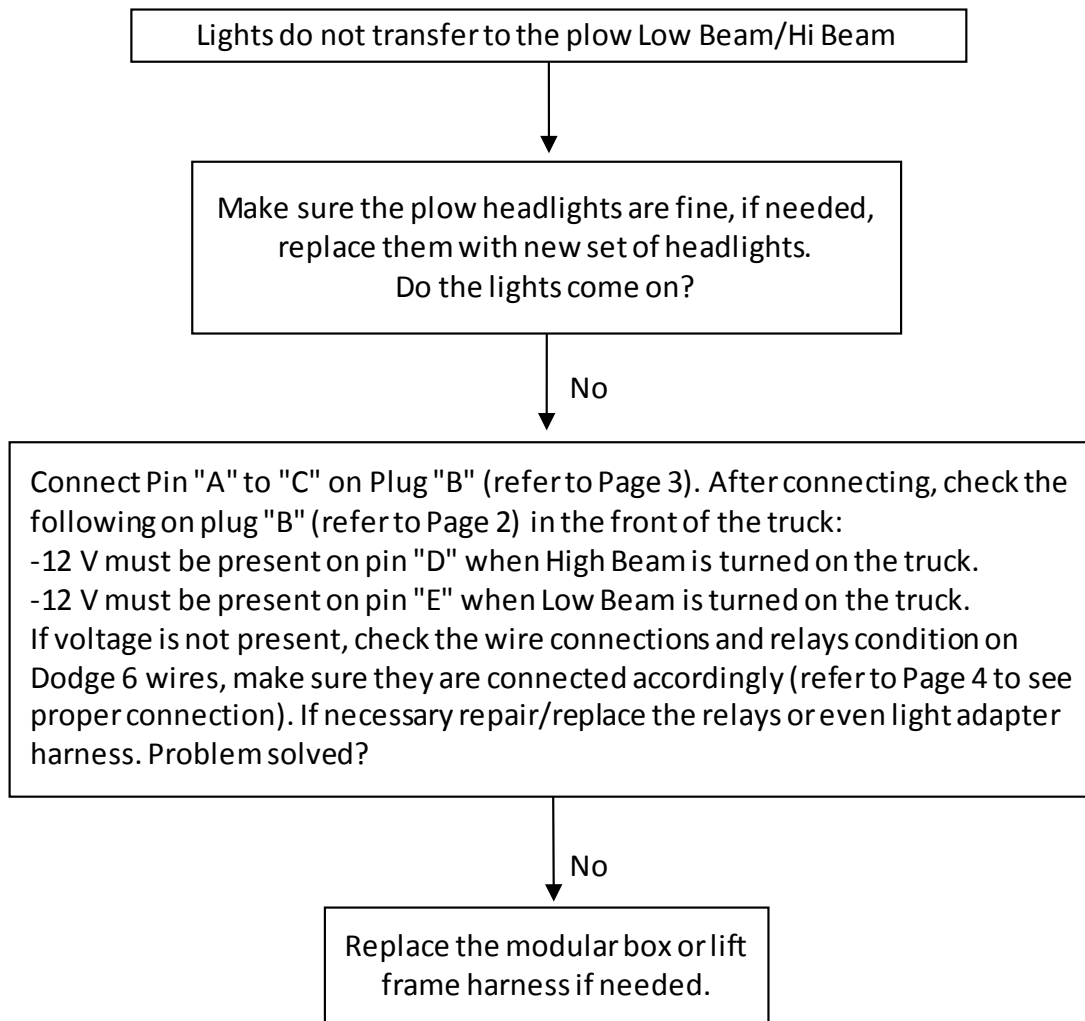 Lights do not transfer to the plow Low Beam/Hi Beam
Make sure the plow headlights are fine, if needed,
replace them with new set of headlights.
Do the lights come on?
No
Connect Pin "A" to "C" on Plug "B" (refer to Page 3). After connecting, check the
following on plug "B" (refer to Page 2) in the front of the truck:
-12 V must be present on pin "D" when High Beam is turned on the truck.
-12 V must be present on pin "E" when Low Beam is turned on the truck.
If voltage is not present, check the wire connections and relays condition on
Dodge 6 wires, make sure they are connected accordingly (refer to Page 4 to see
proper connection). If necessary repair/replace the relays or even light adapter
harness. Problem solved?
No
Replace the modular box or lift
frame harness if needed.